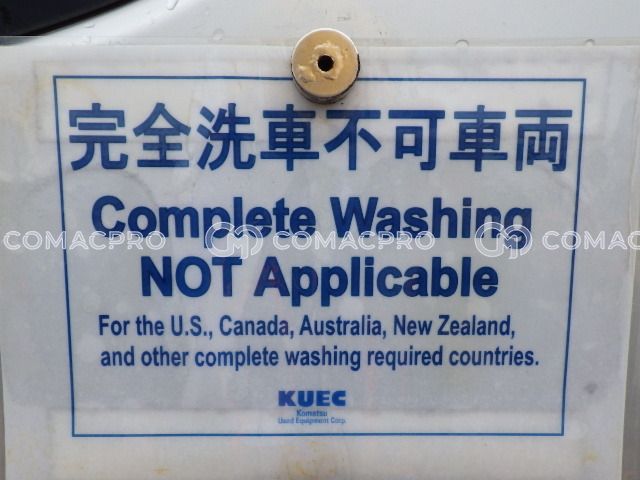 完全洗車不可車両
Complete Washing
COMACPRO COMACPRO COMACPRO
NOT Applicable
For the U.S., Canada, Australia, New Zealand,
and other complete washing required countries.
KUEC
Komatsu
Used Equipment Corp.